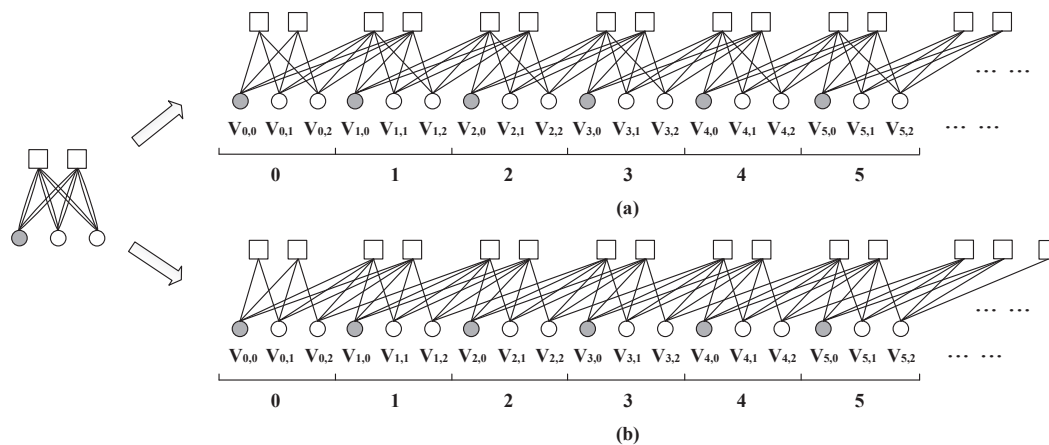 ... ...
V0,0 V0,1 V0,2 V1,0 V1,1 V1,2 V2,0 V2,1 V2,2 V3,0 V3,1 V3,2 V4,0 V4,1 V4,2 V5,0 V5,1 V5,2 ... ...
0 1 2 3 4 5
(a)
... ...
V0,0 V0,1 V0,2 V1,0 V1,1 V1,2 V2,0 V2,1 V2,2 V3,0 V3,1 V3,2 V4,0 V4,1 V4,2 V5,0 V5,1 V5,2 ... ...
0 1 2 3 4 5
(b)